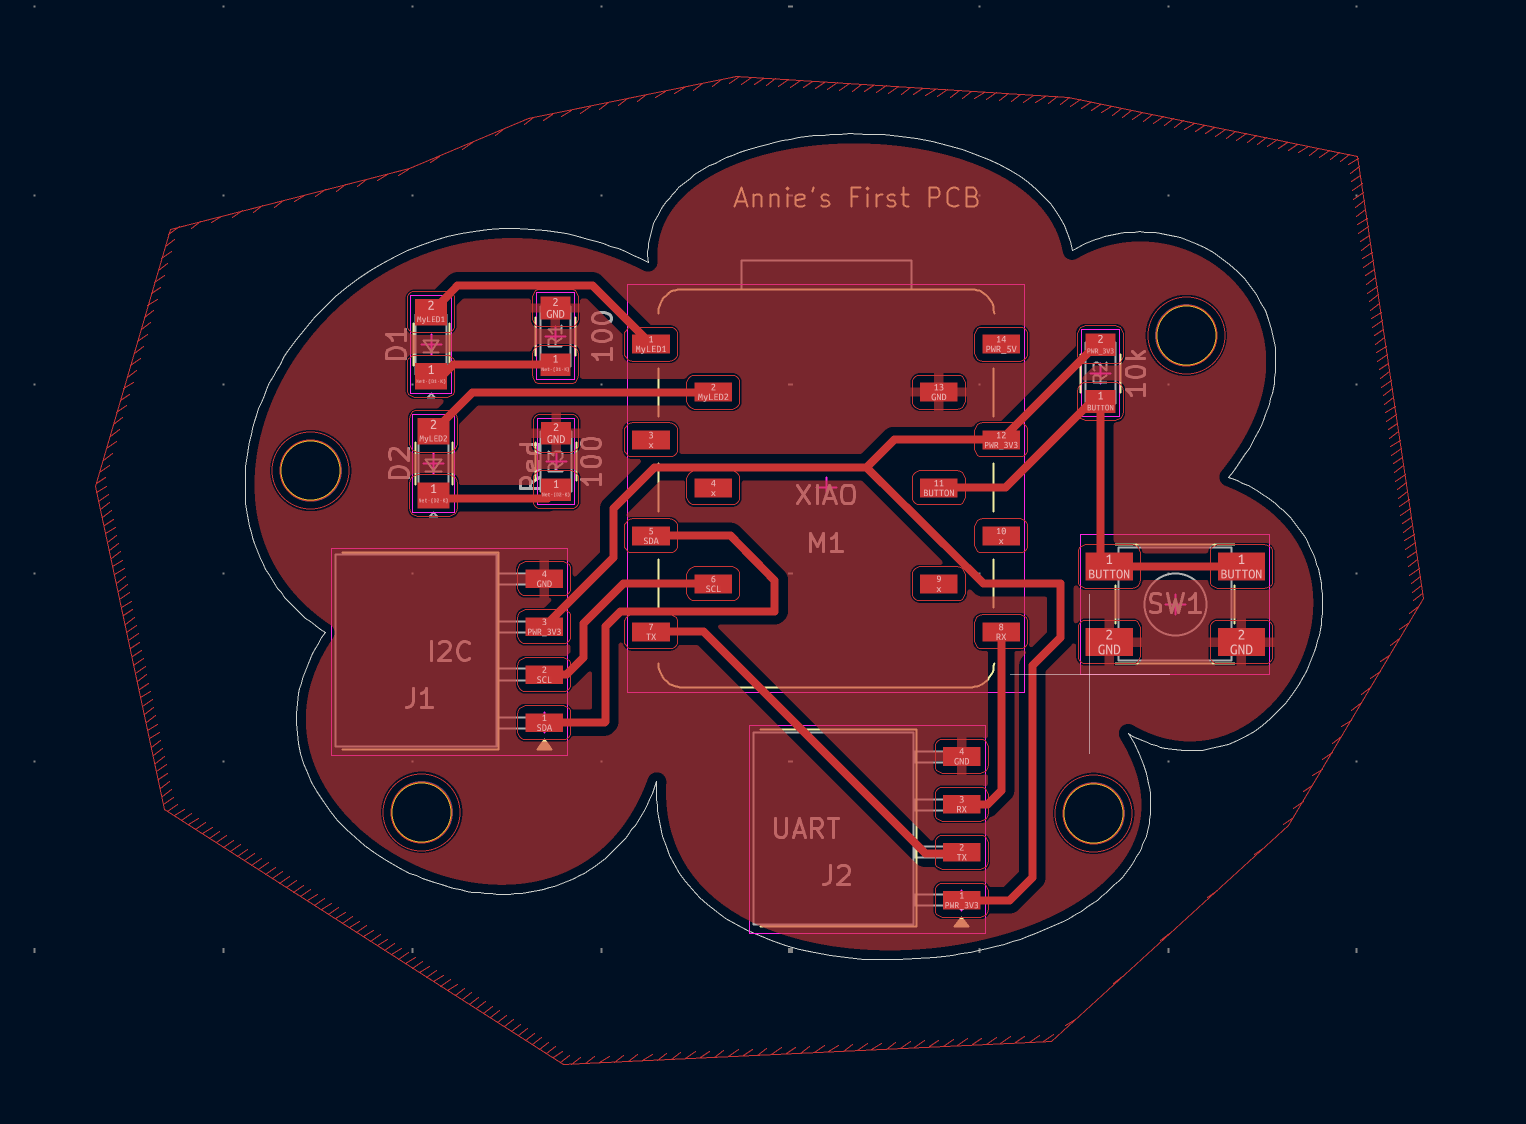 Annie's First PCB
D1
2
MyLED1
1
2
GND
R1
1
100
1
MyLED1
14
PWR_5V
2
PWR_3V3
R2
1
BUTTON
10k
2
MyLED2
13
GND
D2
2
MyLED2
1
Red
2
GND
R3
1
100
3
x
12
PWR_3V3
4
x
XIAO
M1
11
BUTTON
5
SDA
10
x
6
SCL
9
x
7
TX
8
RX
1
BUTTON
1
BUTTON
SW1
2
GND
2
GND
I2C
J1
4
GND
3
PWR_3V3
2
SCL
1
SDA
UART
J2
4
GND
3
RX
2
TX
1
PWR_3V3